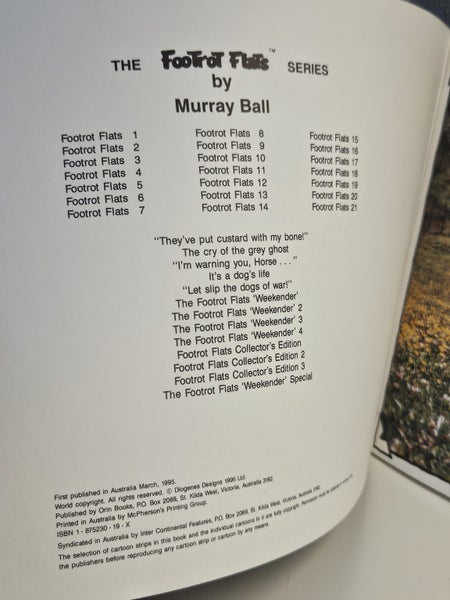 THE FOOTROT FLATS™ SERIES
by
Murray Ball
Footrot Flats 1
Footrot Flats 2
Footrot Flats 3
Footrot Flats 4
Footrot Flats 5
Footrot Flats 6
Footrot Flats 7
Footrot Flats 8
Footrot Flats 9
Footrot Flats 10
Footrot Flats 11
Footrot Flats 12
Footrot Flats 13
Footrot Flats 14
Footrot Flats 15
Footrot Flats 16
Footrot Flats 17
Footrot Flats 18
Footrot Flats 19
Footrot Flats 20
Footrot Flats 21
“They’ve put custard with my bone!”
The cry of the grey ghost
“I’m warning you, Horse . . .”
It’s a dog’s life
“Let slip the dogs of war!”
The Footrot Flats ‘Weekender’
The Footrot Flats ‘Weekender’ 2
The Footrot Flats ‘Weekender’ 3
The Footrot Flats ‘Weekender’ 4
Footrot Flats Collector’s Edition
Footrot Flats Collector’s Edition 2
Footrot Flats Collector’s Edition 3
The Footrot Flats ‘Weekender’ Special
First published in Australia March, 1995.
World copyright. All rights reserved. © Diogenes Designs 1995 Ltd.
Published by Orin Books, P.O. Box 2089, St. Kilda West, Victoria, Australia 3182.
Printed in Australia by McPherson’s Printing Group.
ISBN 1 - 875230 - 19 - X
Syndicated in Australia by Inter Continental Features, P.O. Box 2089, St. Kilda West, Victoria, Australia 3182.
The selection of cartoon strips in this book and the individual cartoons in it are fully copyright. Permission must be obtained
the publishers before reproducing any cartoon strip or cartoon by any means.